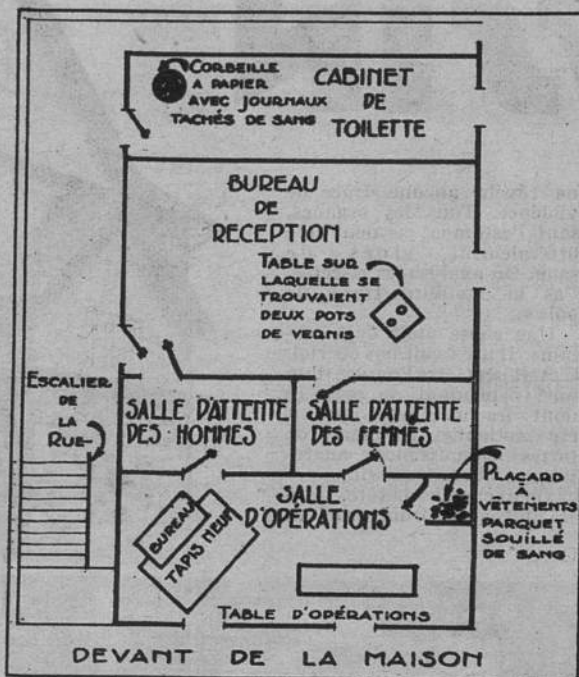 CORBEILLE
A PAPIER
AVEC JOURNAUX
TACHÉS DE SANG
CABINET
DE
TOILETTE
BUREAU
DE
RECEPTION
TABLE SUR
LAQUELLE SE
TROUVAIENT
DEUX POTS
DE VERNIS
ESCALIER
DE
LA
RUE
SALLE D'ATTENTE
DES HOMMES
SALLE D'ATTENTE
DES FEMMES
SALLE
D'OPÉRATIONS
PLACARD
À
VÊTEMENTS
PARQUET
SOUILLÉ
DE SANG
BUREAU
TAPIS NEUF
TABLE D'OPÉRATIONS
DEVANT DE LA MAISON